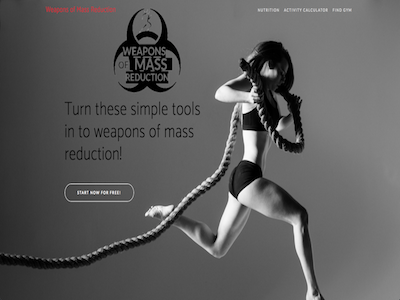 NUTRITION ACTIVITY CALCULATOR FIND GYM
WEAPONS
OF MASS
REDUCTION
Turn these simple tools
in to weapons of mass
reduction!
START NOW FOR FREE!